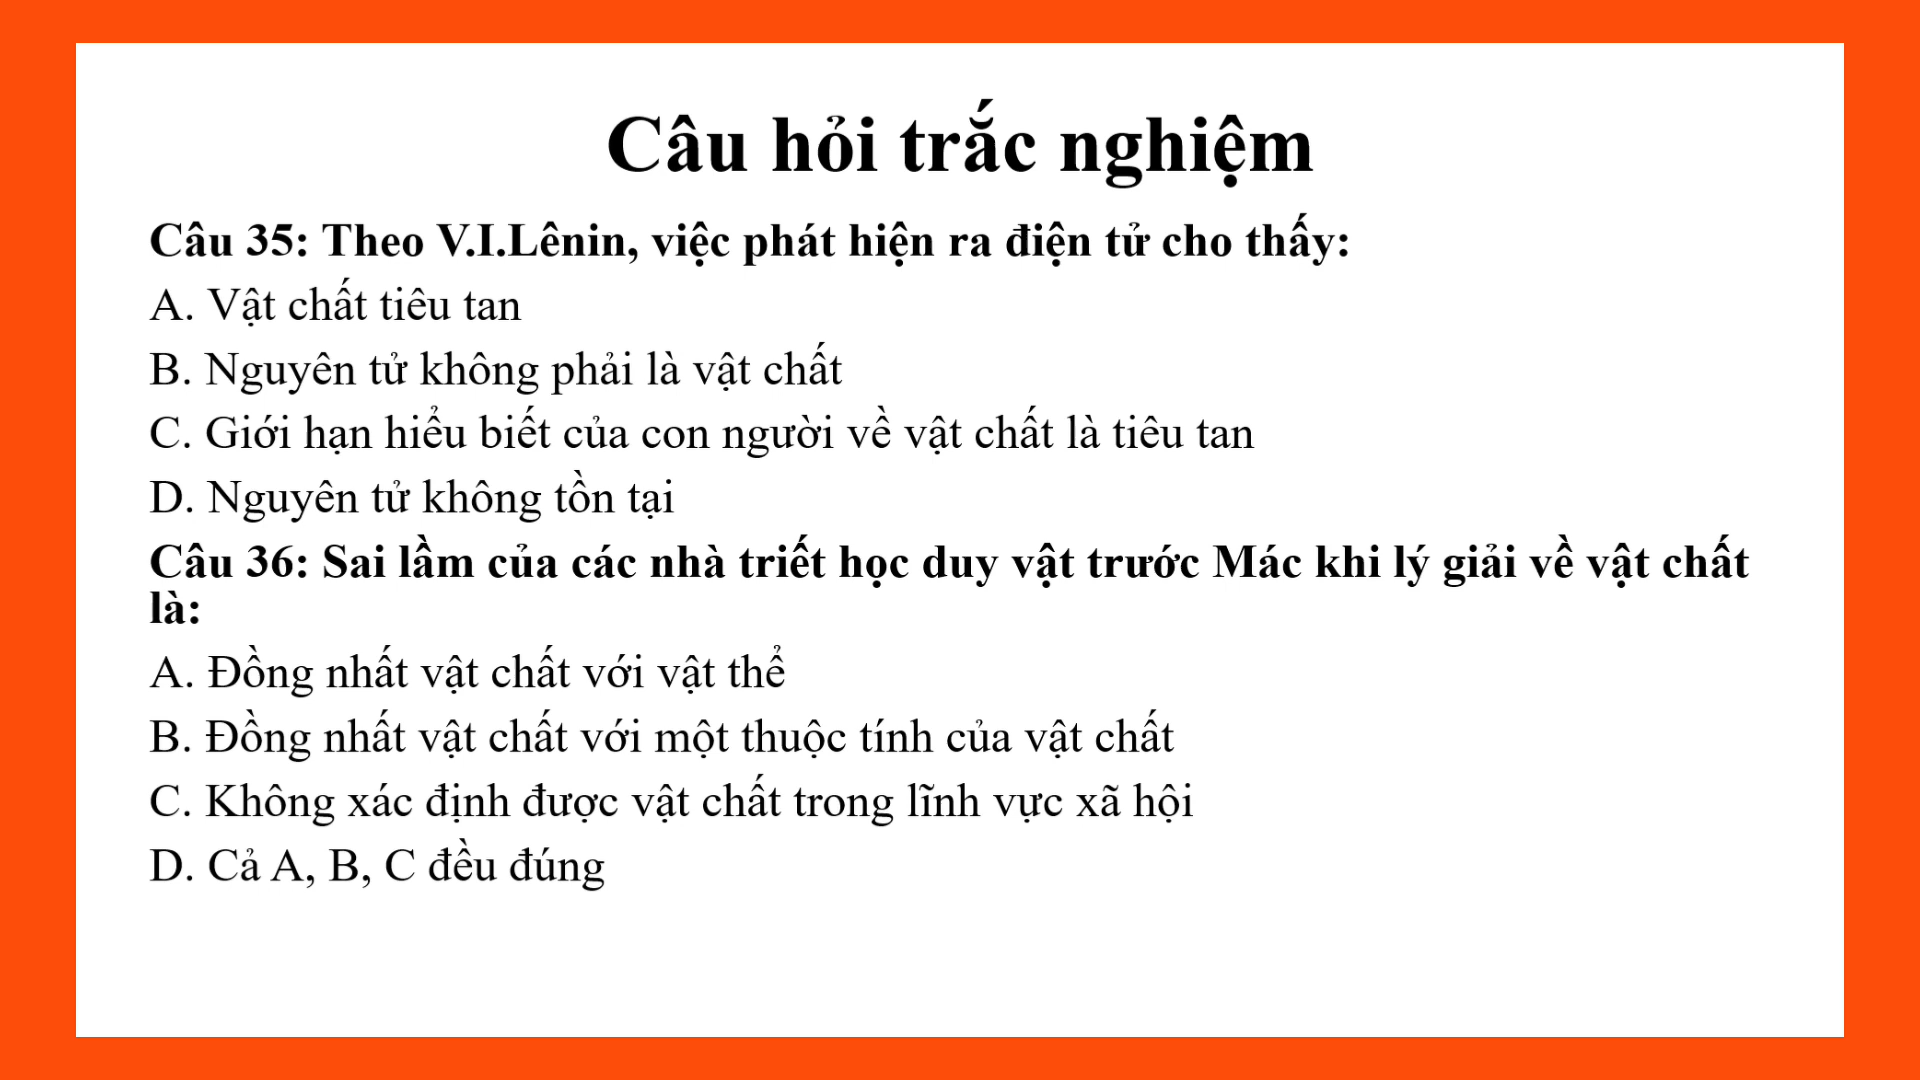 Câu hỏi trắc nghiệm
Câu 35: Theo V.I.Lênin, việc phát hiện ra điện tử cho thấy:
A. Vật chất tiêu tan
B. Nguyên tử không phải là vật chất
C. Giới hạn hiểu biết của con người về vật chất là tiêu tan
D. Nguyên tử không tồn tại
Câu 36: Sai lầm của các nhà triết học duy vật trước Mác khi lý giải về vật chất
là:
A. Đồng nhất vật chất với vật thể
B. Đồng nhất vật chất với một thuộc tính của vật chất
C. Không xác định được vật chất trong lĩnh vực xã hội
D. Cả A, B, C đều đúng